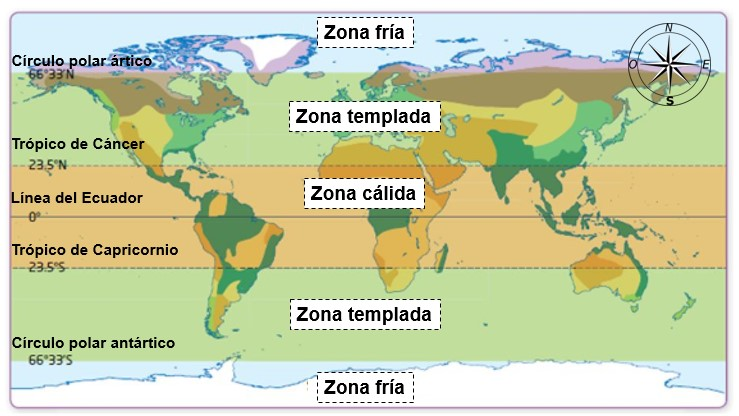 Zona fría
N
O
E
S
Círculo polar ártico
66°33'N
Zona templada
Trópico de Cáncer
23.5°N
Zona cálida
Línea del Ecuador
0°
Trópico de Capricornio
23.5°S
Zona templada
Círculo polar antártico
66°33'S
Zona fría